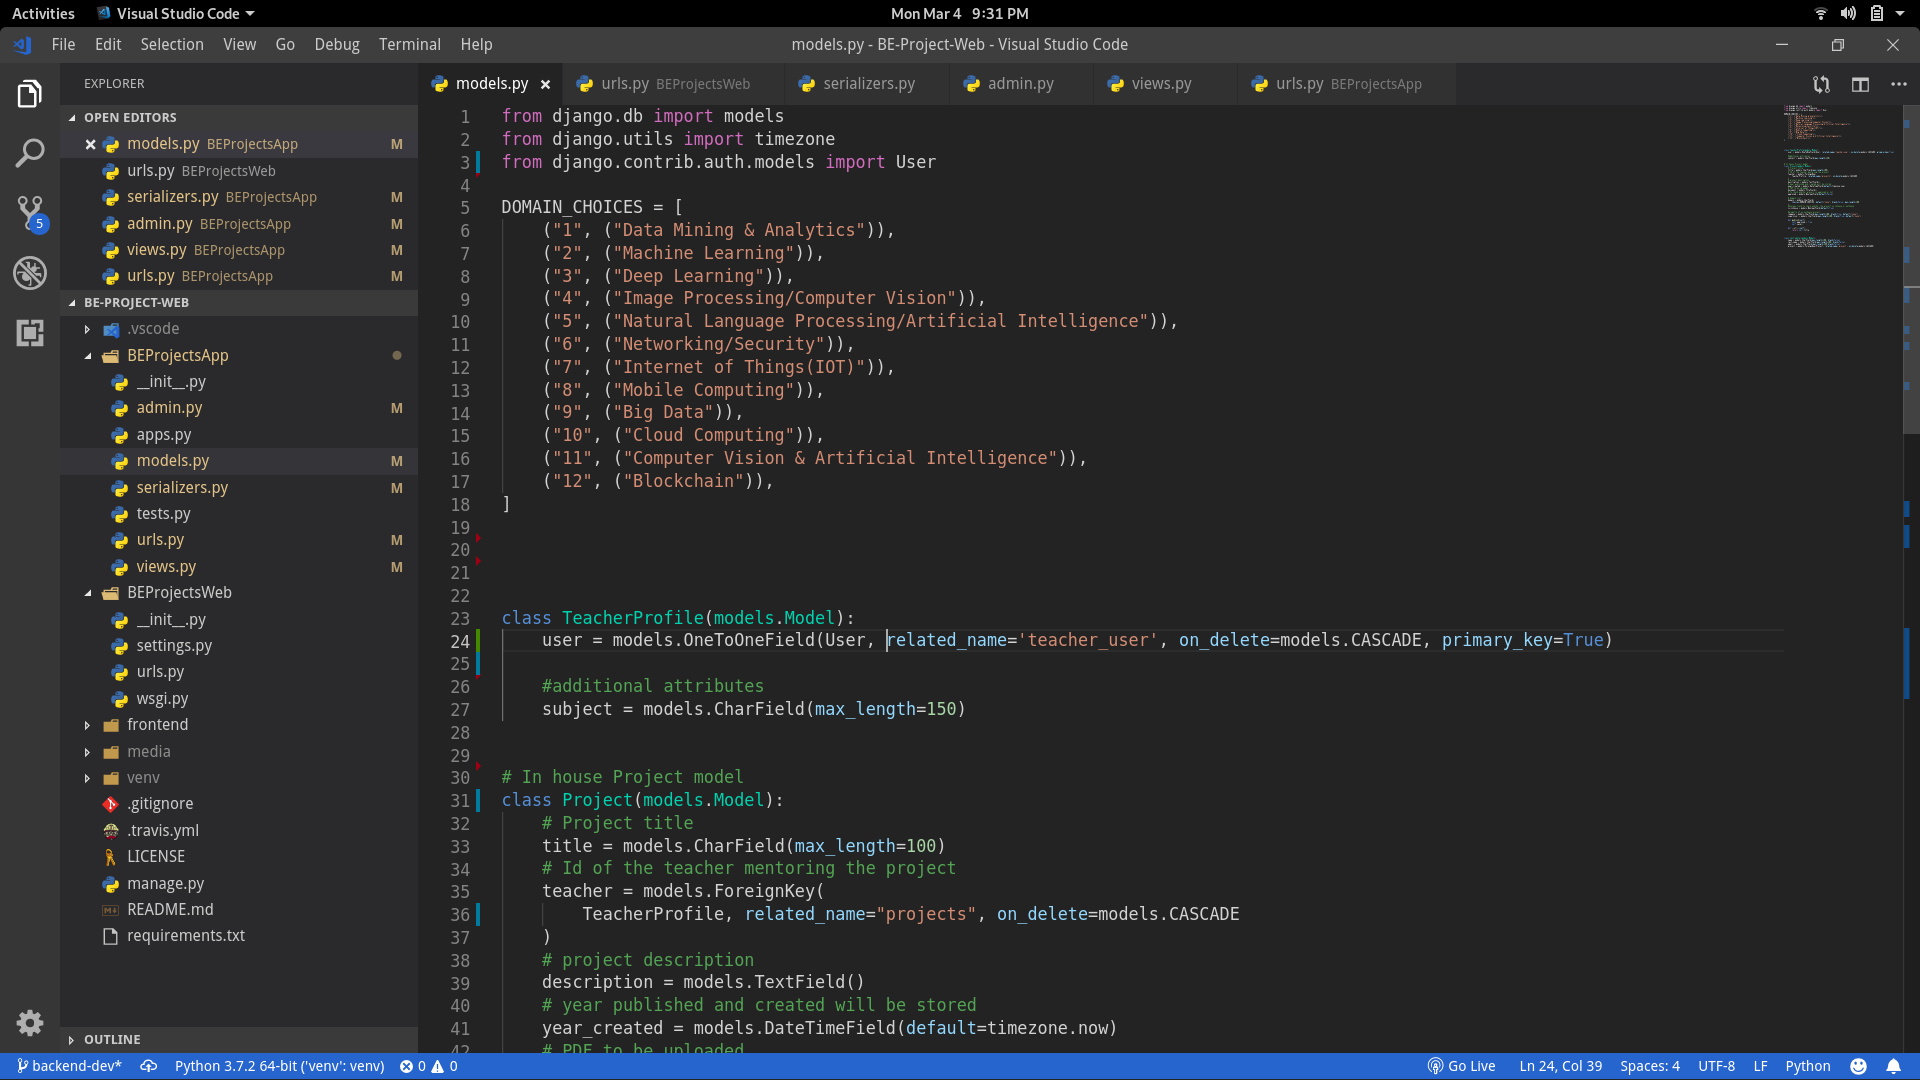 Activities Visual Studio Code Mon Mar 4 9:31 PM
File Edit Selection View Go Debug Terminal Help models.py - BE-Project-Web - Visual Studio Code
EXPLORER
models.py urls.py BEProjectsWeb serializers.py admin.py views.py urls.py BEProjectsApp
OPEN EDITORS
models.py BEProjectsApp M
urls.py BEProjectsWeb
serializers.py BEProjectsApp M
admin.py BEProjectsApp M
views.py BEProjectsApp M
urls.py BEProjectsApp M
5
BE-PROJECT-WEB
.vscode
BEProjectsApp
__init__.py
admin.py M
apps.py
models.py M
serializers.py M
tests.py
urls.py M
views.py M
BEProjectsWeb
__init__.py
settings.py
urls.py
wsgi.py
frontend
media
venv
.gitignore
.travis.yml
LICENSE
manage.py
README.md
requirements.txt
OUTLINE
1 from django.db import models
2 from django.utils import timezone
3 from django.contrib.auth.models import User
4
5 DOMAIN_CHOICES = [
6 ("1", ("Data Mining & Analytics")),
7 ("2", ("Machine Learning")),
8 ("3", ("Deep Learning")),
9 ("4", ("Image Processing/Computer Vision")),
10 ("5", ("Natural Language Processing/Artificial Intelligence")),
11 ("6", ("Networking/Security")),
12 ("7", ("Internet of Things(IOT)")),
13 ("8", ("Mobile Computing")),
14 ("9", ("Big Data")),
15 ("10", ("Cloud Computing")),
16 ("11", ("Computer Vision & Artificial Intelligence")),
17 ("12", ("Blockchain")),
18 ]
19
20
21
22
23 class TeacherProfile(models.Model):
24 user = models.OneToOneField(User, related_name='teacher_user', on_delete=models.CASCADE, primary_key=True)
25
26 #additional attributes
27 subject = models.CharField(max_length=150)
28
29
30 # In house Project model
31 class Project(models.Model):
32 # Project title
33 title = models.CharField(max_length=100)
34 # Id of the teacher mentoring the project
35 teacher = models.ForeignKey(
36 TeacherProfile, related_name="projects", on_delete=models.CASCADE
37 )
38 # project description
39 description = models.TextField()
40 # year published and created will be stored
41 year_created = models.DateTimeField(default=timezone.now)
42 # PDF to be uploaded
backend-dev* Python 3.7.2 64-bit ('venv': venv) 0 0 Go Live Ln 24, Col 39 Spaces: 4 UTF-8 LF Python